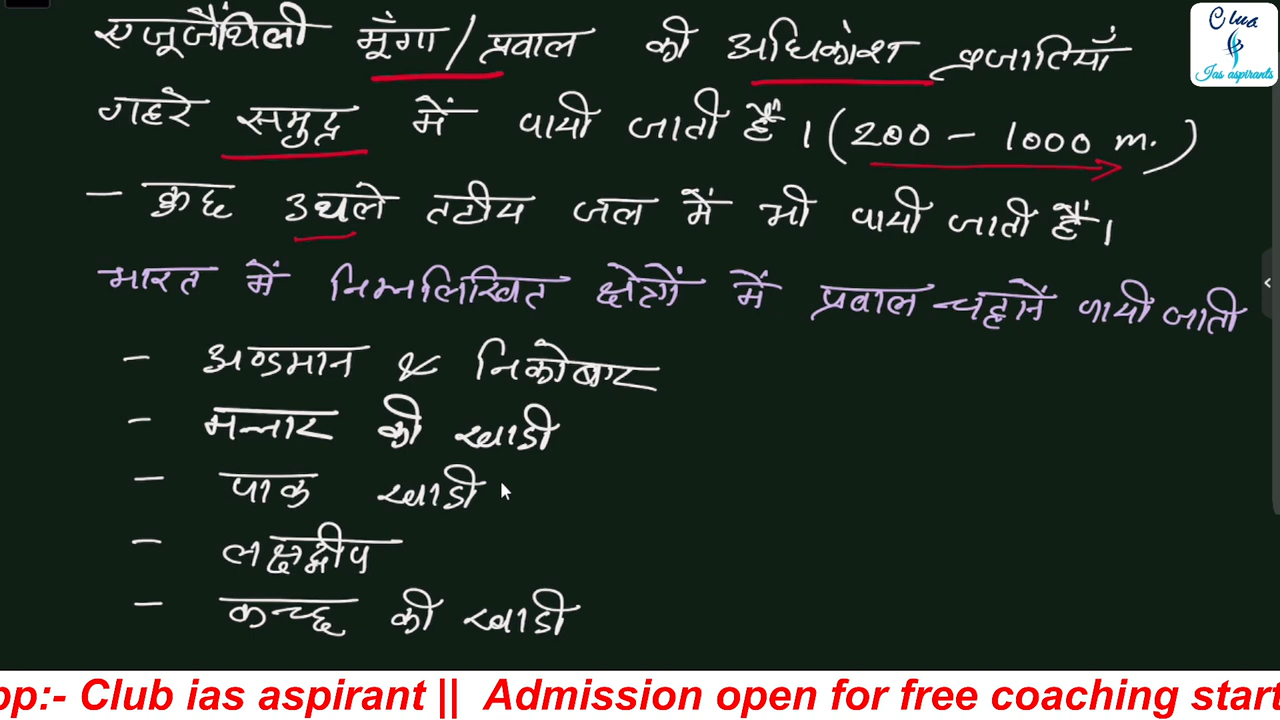 Club
Ias aspirants
एजूजैंथिली मूँगा / प्रवाल की अधिकांश प्रजातियाँ
गहरे समुद्र में पायी जाती हैं। (200 - 1000 m.)
- कुछ उथले तटीय जल में भी पायी जाती हैं।
भारत में निम्नलिखित क्षेत्रों में प्रवाल चट्टानें पायी जाती
- अण्डमान & निकोबार
- मन्नार की खाडी
- पाक खाडी
- लक्षद्वीप
- कच्छ की खाडी
pp:- Club ias aspirant || Admission open for free coaching start